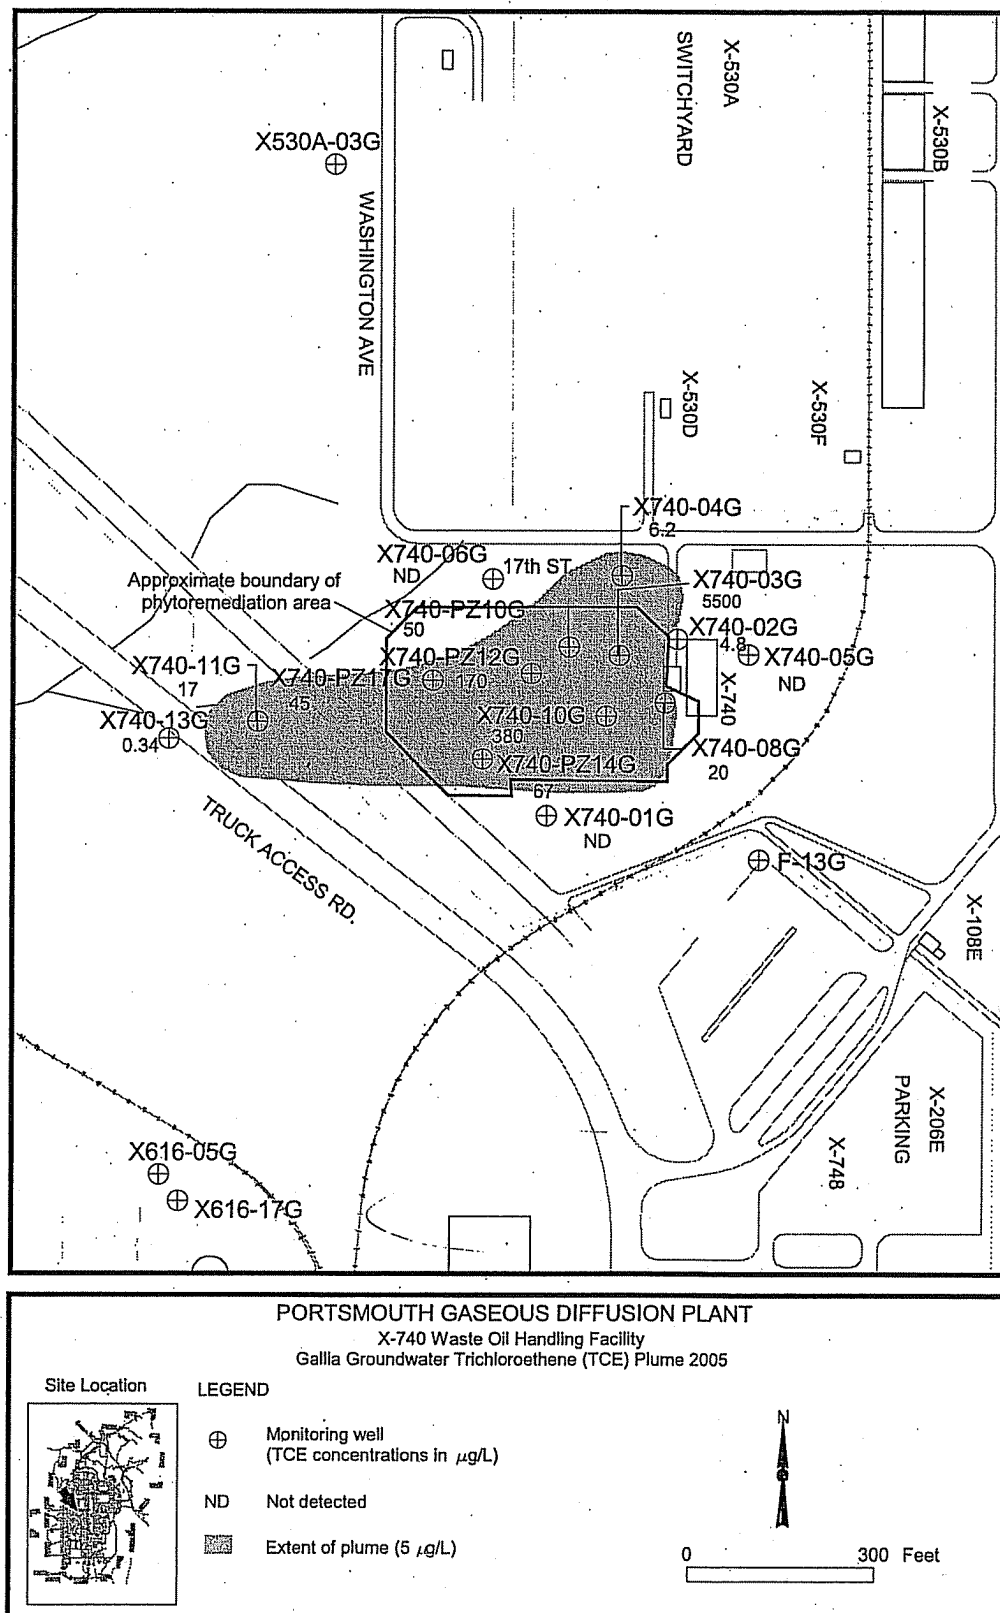 X-530A
SWITCHYARD
X-530B
X530A-03G
WASHINGTON AVE
X-530D
X-530F
X740-04G
6.2
X740-06G
ND
17th ST
Approximate boundary of
phytoremediation area
X740-03G
5500
X740-PZ10G
50
X740-02G
4.8
X740-PZ12G
170
X740-05G
ND
X740-11G
17
X740-PZ17G
45
X-740
X740-13G
0.34
X740-10G
380
X740-08G
20
X740-PZ14G
67
X740-01G
ND
TRUCK ACCESS RD.
F-13G
X-108E
X-206E
PARKING
X-748
X616-05G
X616-17G
PORTSMOUTH GASEOUS DIFFUSION PLANT
X-740 Waste Oil Handling Facility
Gallia Groundwater Trichloroethene (TCE) Plume 2005
Site Location
LEGEND
Monitoring well
(TCE concentrations in μg/L)
ND Not detected
Extent of plume (5 μg/L)
N
0 300 Feet